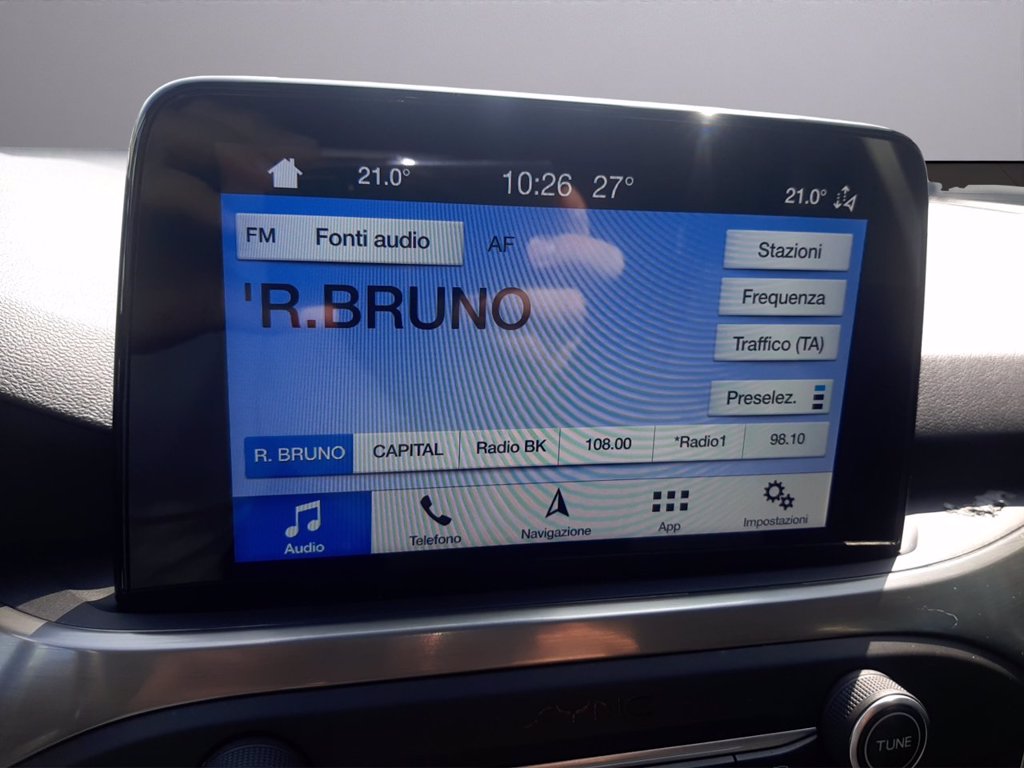 21.0° 10:26 27° 21.0°
FM Fonti audio AF
Stazioni
'R.BRUNO
Frequenza
Traffico (TA)
Preselez.
R. BRUNO CAPITAL Radio BK 108.00 *Radio1 98.10
Audio Telefono Navigazione App Impostazioni
TUNE